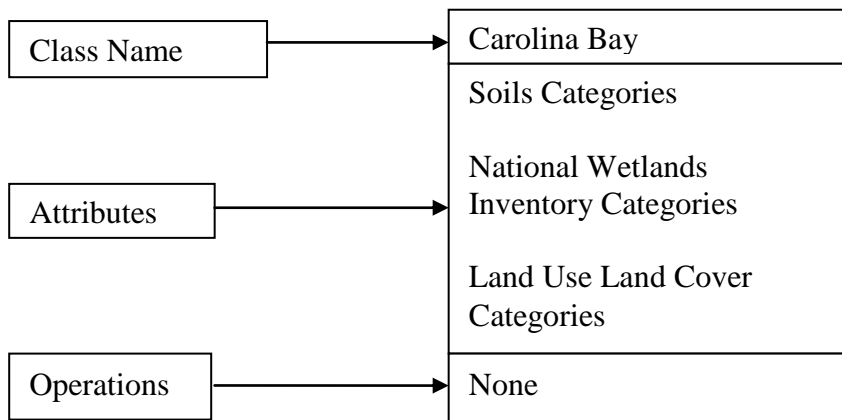 Class Name
Carolina Bay
Soils Categories
National Wetlands
Inventory Categories
Attributes
Land Use Land Cover
Categories
Operations
None